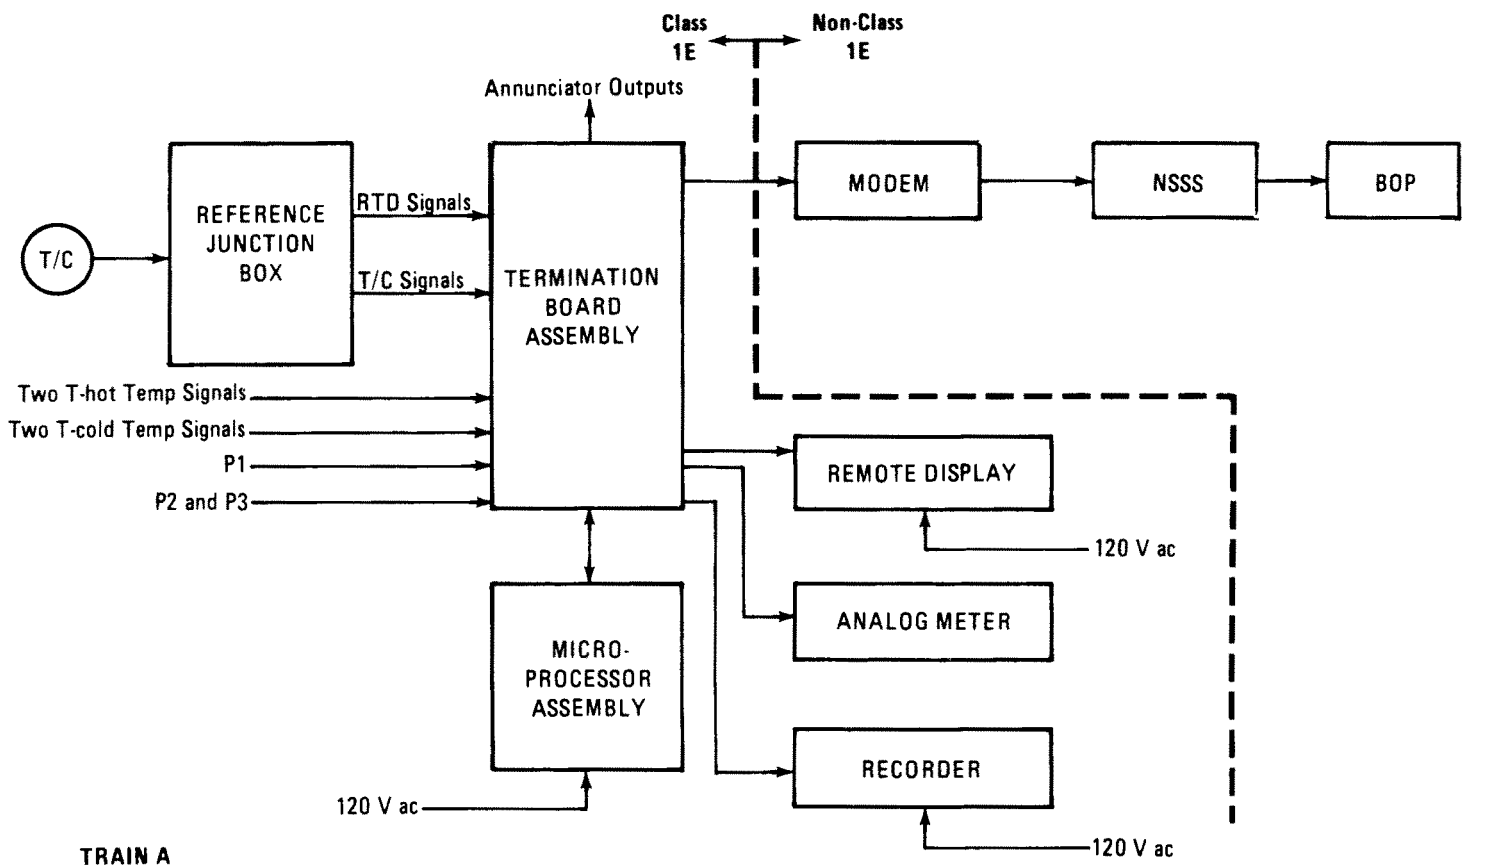 Class
1E
Non-Class
1E
Annunciator Outputs
T/C
REFERENCE
JUNCTION
BOX
RTD Signals
T/C Signals
TERMINATION
BOARD
ASSEMBLY
MODEM
NSSS
BOP
Two T-hot Temp Signals
Two T-cold Temp Signals
P1
P2 and P3
REMOTE DISPLAY
120 V ac
ANALOG METER
MICRO-
PROCESSOR
ASSEMBLY
120 V ac
RECORDER
120 V ac
TRAIN A